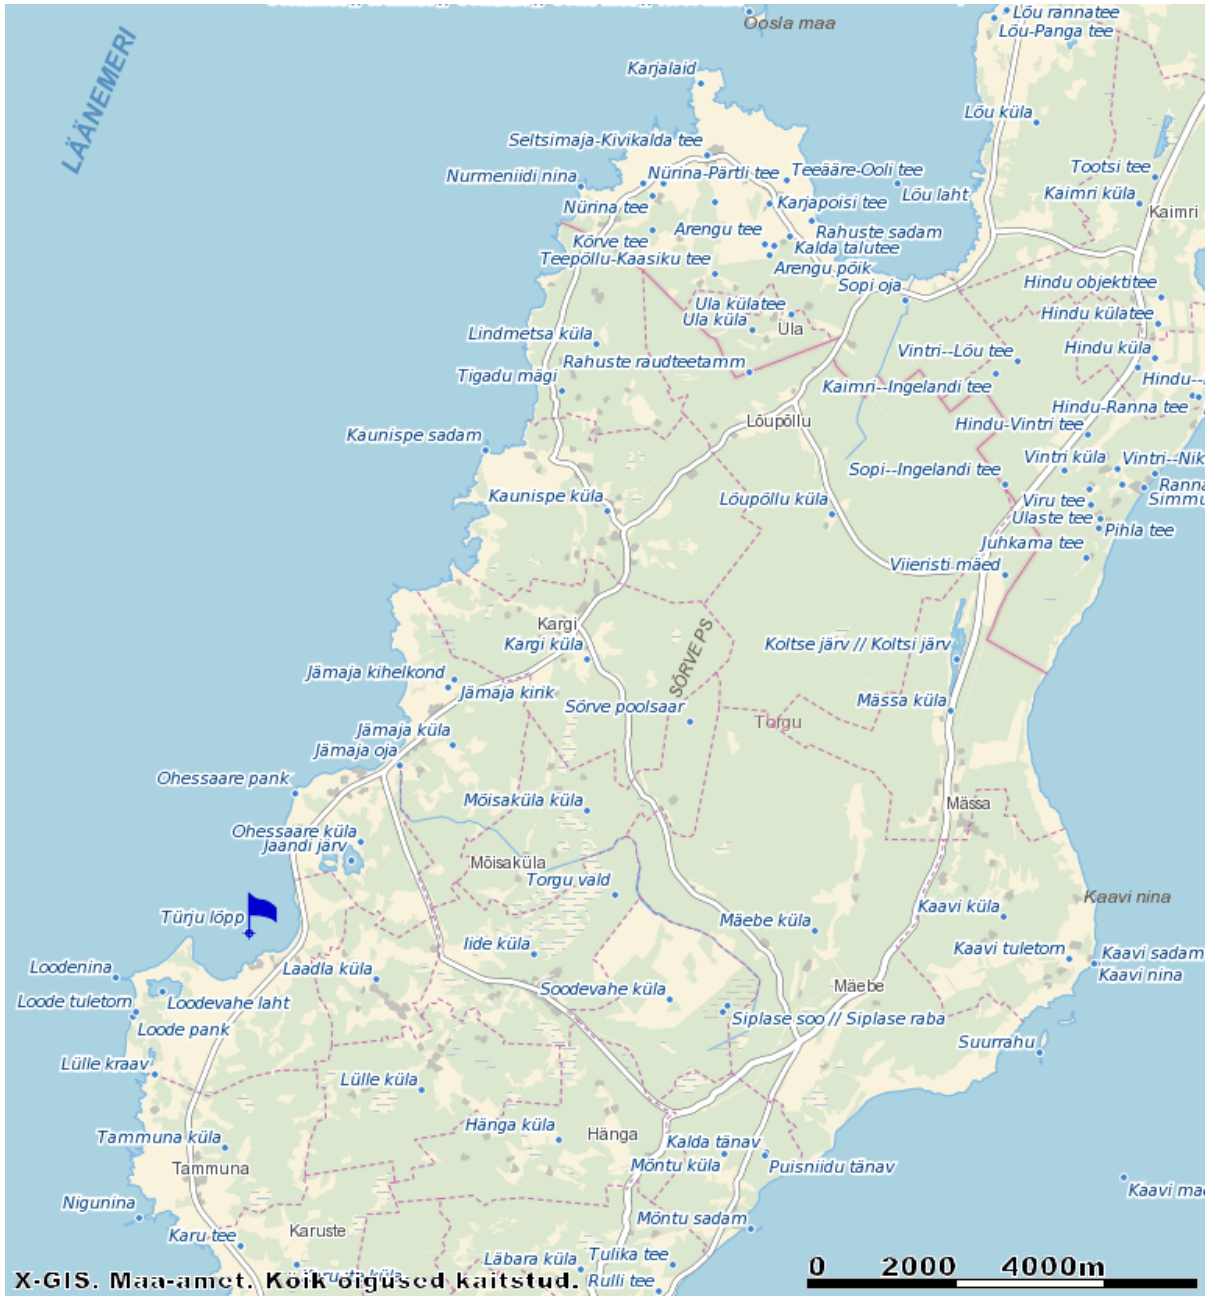 Oosla maa
Lõu rannatee
Lõu-Panga tee
LÄÄNEMERI
Karjalaid
Lõu küla
Seltsimaja-Kivikalda tee
Tootsi tee
Nurmeniidi nina
Nürina-Pärtli tee
Teeääre-Ooli tee
Lõu laht
Kaimri küla
Kaimri
Nürina tee
Karjapoisi tee
Arengu tee
Rahuste sadam
Kõrve tee
Kalda talutee
Teepõllu-Kaasiku tee
Arengu põik
Sopi oja
Hindu objektitee
Ula külatee
Ula küla
Ula
Hindu külatee
Lindmetsa küla
Rahuste raudteetamm
Vintri--Lõu tee
Hindu küla
Tigadu mägi
Kaimri--Ingelandi tee
Hindu--
Hindu-Ranna tee
Lõupõllu
Hindu-Vintri tee
Kaunispe sadam
Sopi--Ingelandi tee
Vintri küla
Vintri--Nik
Kaunispe küla
Lõupõllu küla
Ranna
Viru tee
Simmu
Ulaste tee
Pihla tee
Juhkama tee
Viieristi mäed
Kargi
Kargi küla
SÕRVE PS
Koltse järv // Koltsi järv
Jämaja kihelkond
Jämaja kirik
Sõrve poolsaar
Mässa küla
Torgu
Jämaja küla
Jämaja oja
Ohessaare pank
Mõisaküla küla
Mässa
Ohessaare küla
Jaandi järv
Mõisaküla
Torgu vald
Kaavi nina
Türju lõpp
Mäebe küla
Kaavi küla
Iide küla
Kaavi tuletorn
Kaavi sadam
Loodenina
Laadla küla
Kaavi nina
Loode tuletorn
Loodevahe laht
Soodevahe küla
Mäebe
Loode pank
Siplase soo // Siplase raba
Suurrahu
Lülle kraav
Lülle küla
Hänga küla
Hänga
Tammuna küla
Kalda tänav
Tammuna
Mõntu küla
Puisniidu tänav
Kaavi mad
Nigunina
Karuste
Mõntu sadam
Karu tee
Läbara küla
Tulika tee
Rulli tee
0 2000 4000m
X-GIS. Maa-amet. Kõik õigused kaitstud.